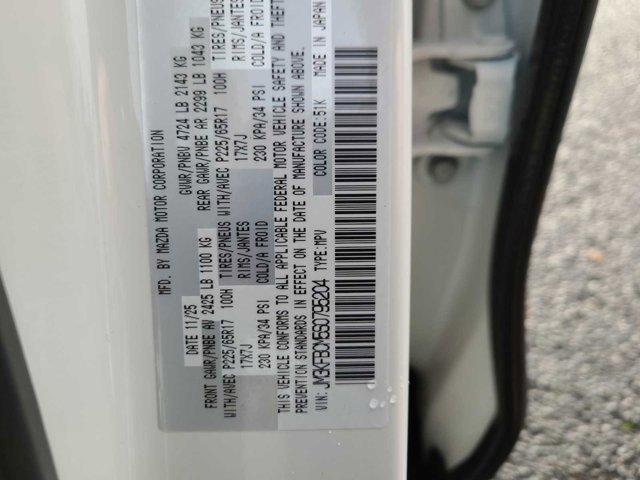 MFD. BY MAZDA MOTOR CORPORATION
DATE 11/25 GVWR/PNBV 4724 LB 2143 KG
FRONT GAWR/PNBE AV 2425 LB 1100 KG REAR GAWR/PNBE AR 2299 LB 1043 KG
WITH/AVEC P225/65R17 100H TIRES/PNEUS WITH/AVEC P225/65R17 100H TIRES/PNEUS
17X7J RIMS/JANTES 17X7J RIMS/JANTES
230 KPA/34 PSI COLD/A FROID 230 KPA/34 PSI COLD/A FROID
THIS VEHICLE CONFORMS TO ALL APPLICABLE FEDERAL MOTOR VEHICLE SAFETY AND THEFT
PREVENTION STANDARDS IN EFFECT ON THE DATE OF MANUFACTURE SHOWN ABOVE.
VIN: JM3KFBCM5S0795204 TYPE: MPV COLOR CODE: 51K MADE IN JAPAN